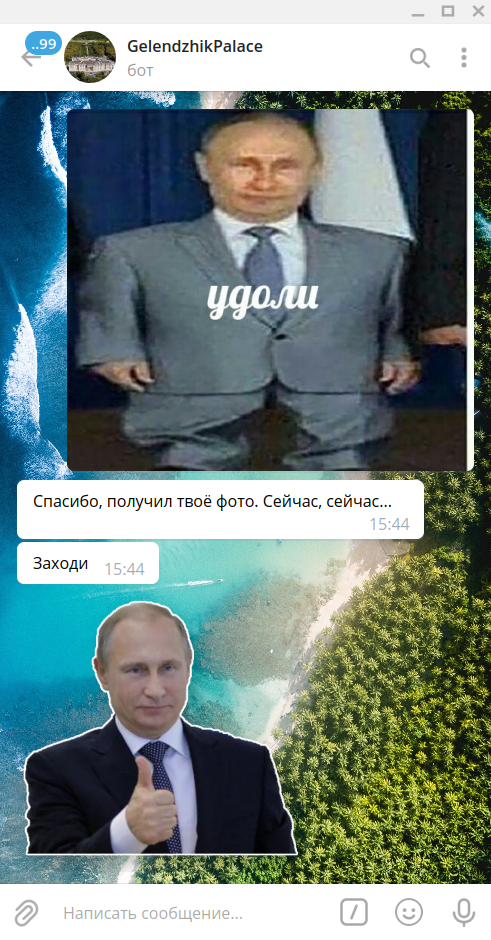 ..99
GelendzhikPalace
бот
удоли
Спасибо, получил твоё фото. Сейчас, сейчас...
15:44
Заходи
15:44
Написать сообщение...